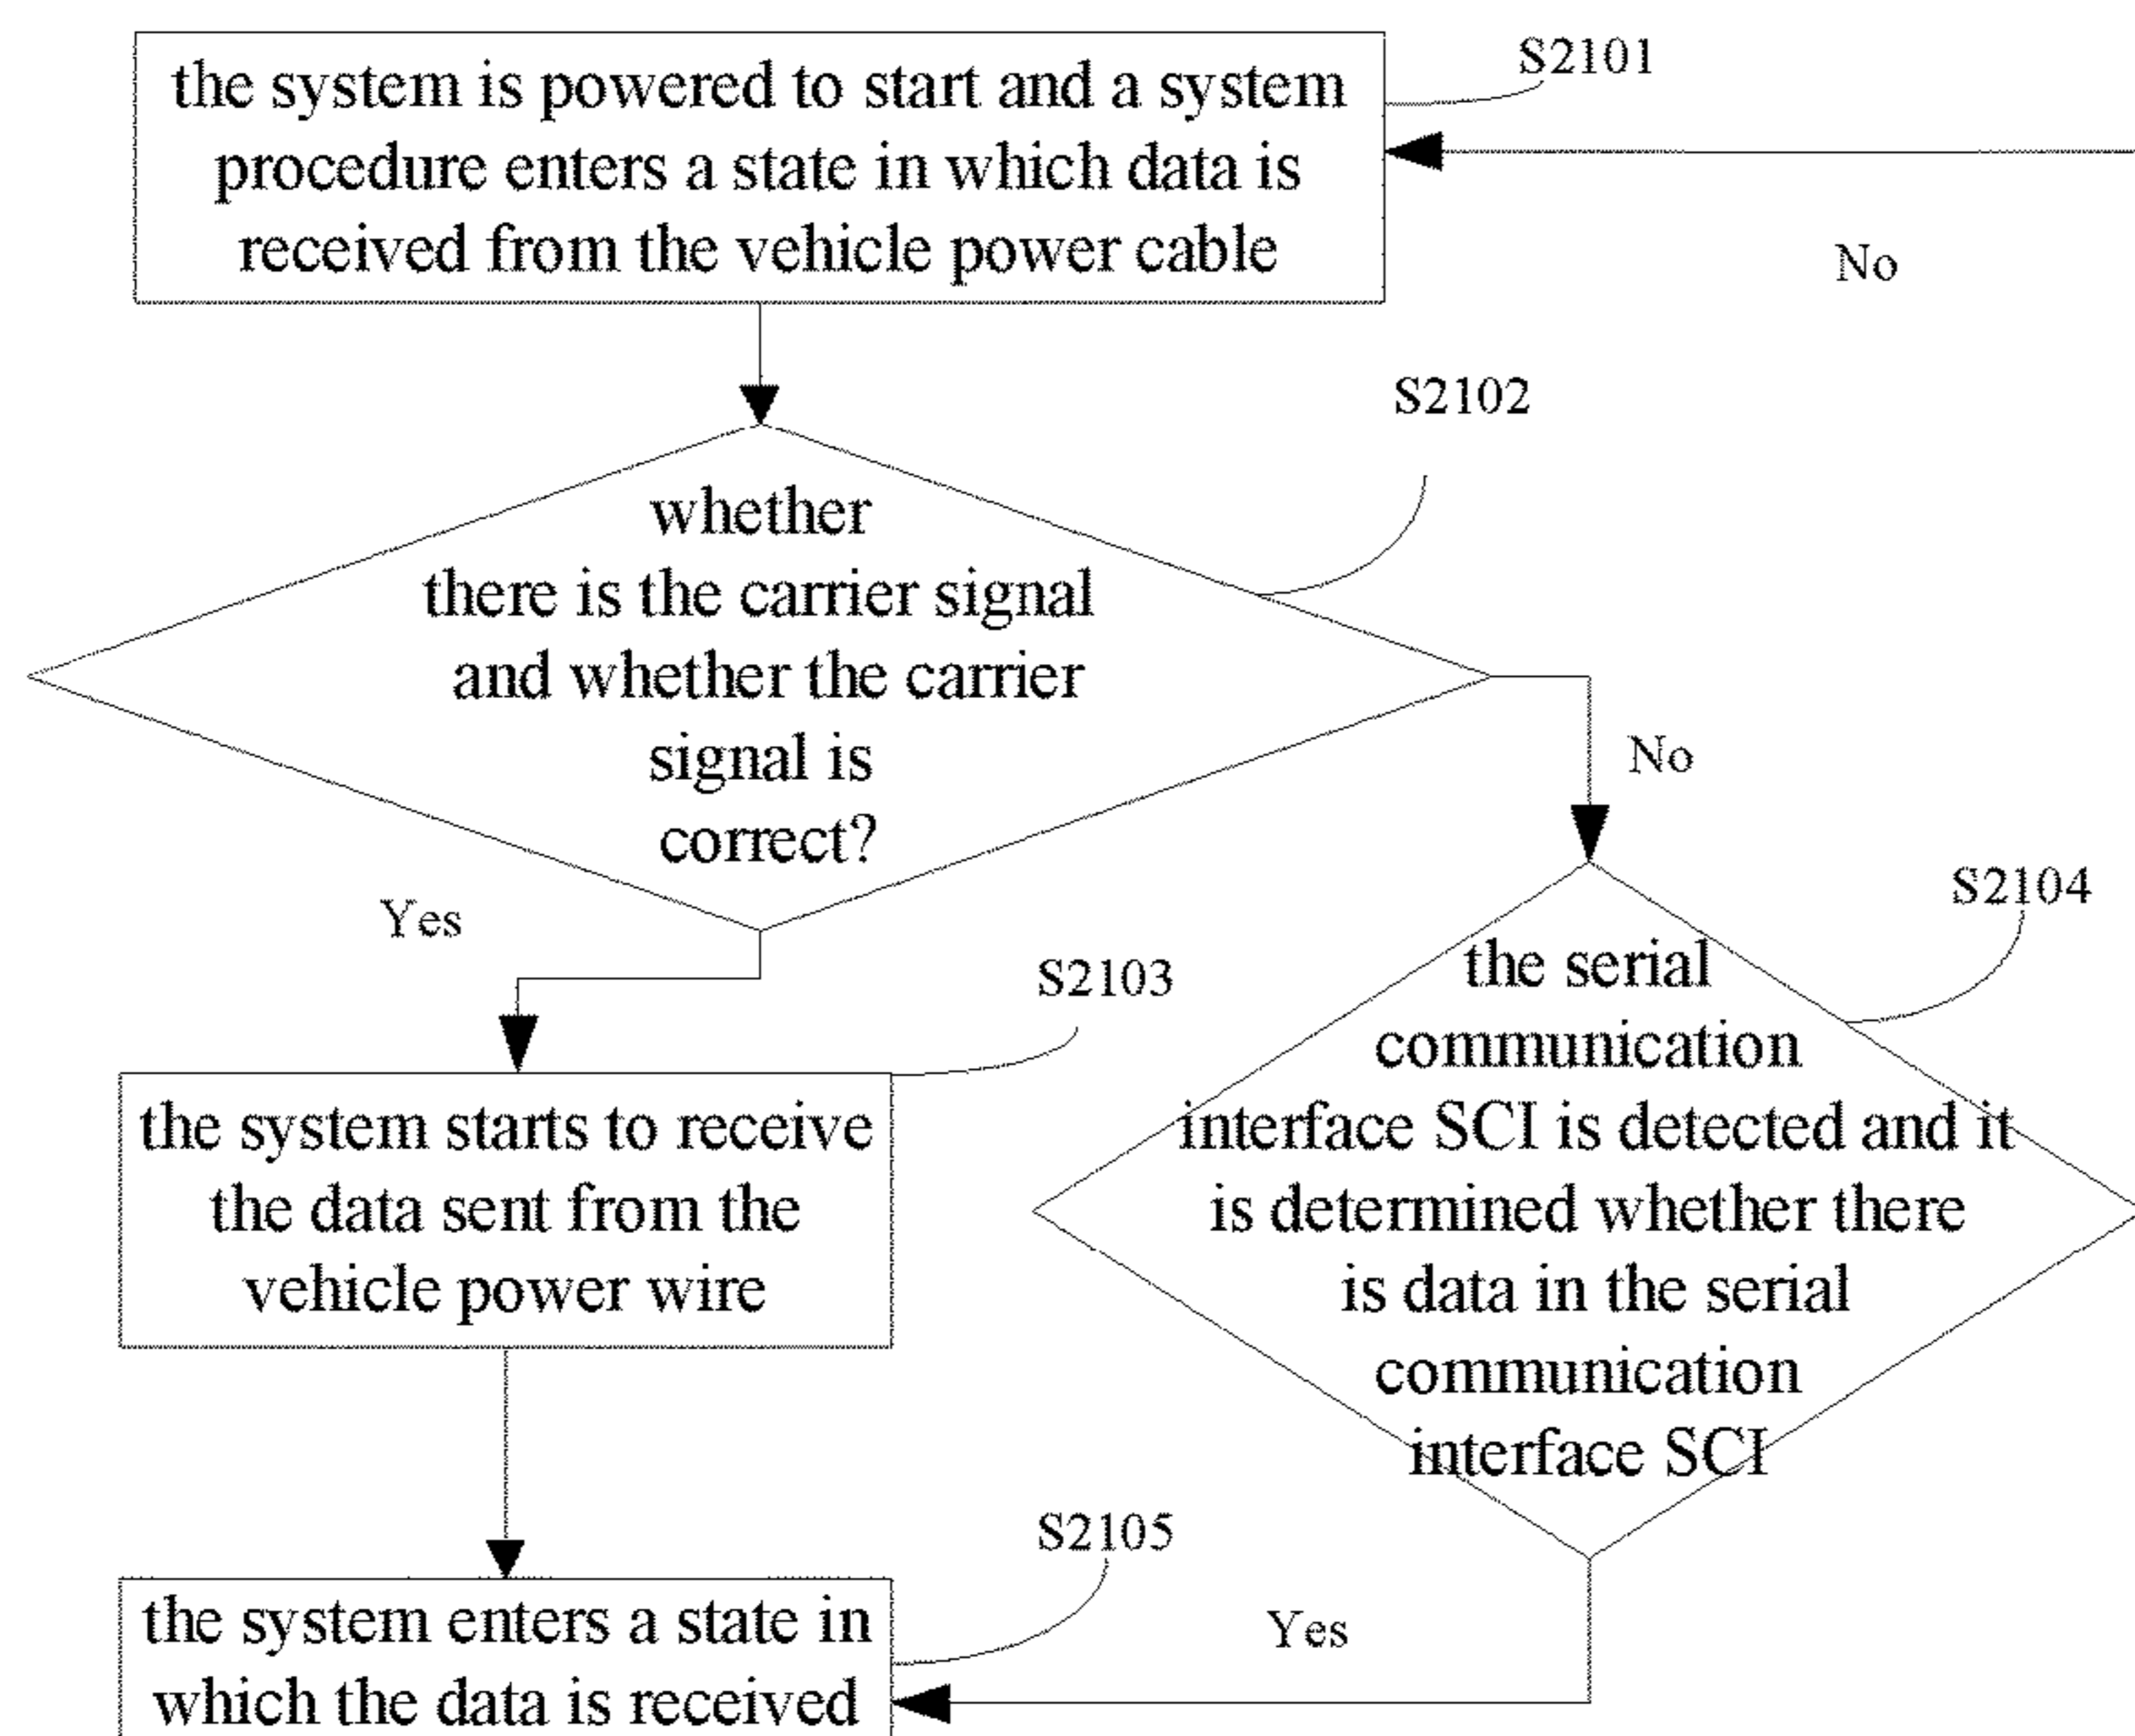 the system is powered to start and a system
procedure enters a state in which data is
received from the vehicle power cable
S2101
No
S2102
whether
there is the carrier signal
and whether the carrier
signal is
correct?
No
Yes
S2103
the system starts to receive
the data sent from the
vehicle power wire
S2104
the serial
communication
interface SCI is detected and it
is determined whether there
is data in the serial
communication
interface SCI
S2105
Yes
the system enters a state in
which the data is received